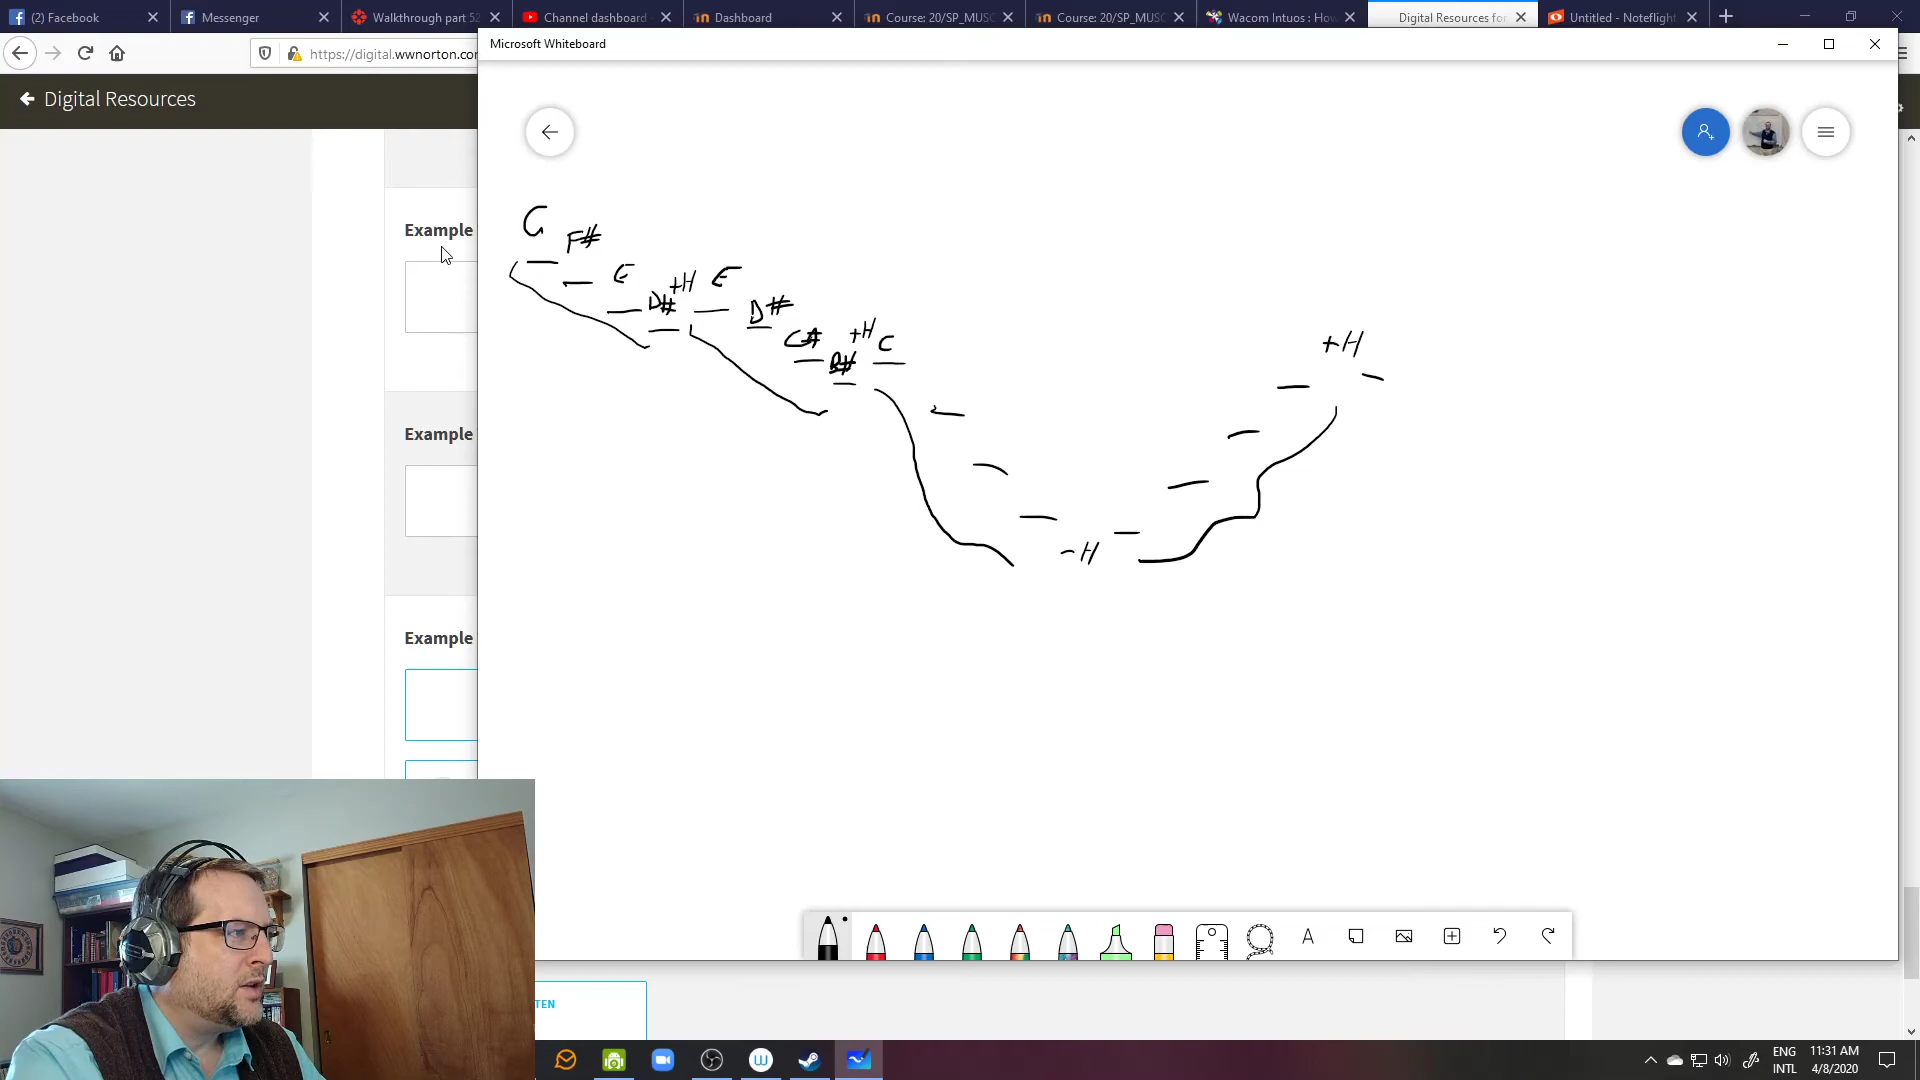 (2) Facebook
Messenger
Walkthrough part 52
Channel dashboard
Dashboard
Course: 20/SP_MUSC
Course: 20/SP_MUSC
Wacom Intuos : How
Digital Resources for
Untitled - Noteflight
https://digital.wwnorton.com
Microsoft Whiteboard
Digital Resources
G
F#
E
D#
+H
E
D#
C#
+H
C
-H
+H
Example
Example
Example
A
TEN
ENG
INTL
11:31 AM
4/8/2020